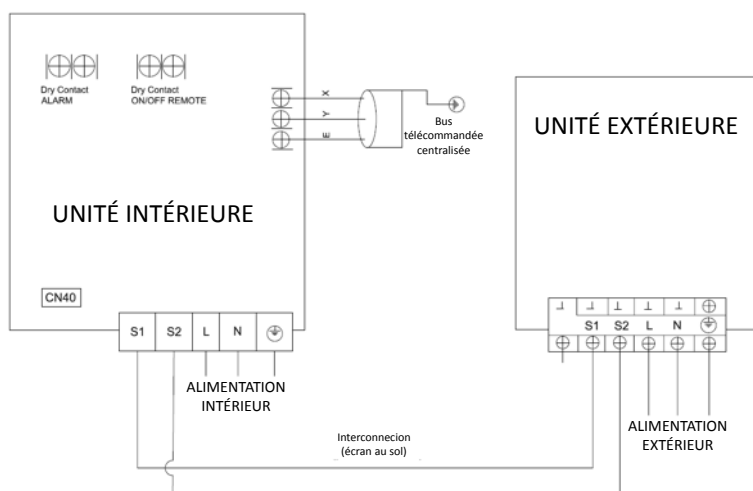 Dry Contact
ALARM
Dry Contact
ON/OFF REMOTE
X
Y
E
Bus
télécommandée
centralisée
UNITÉ INTÉRIEURE
UNITÉ EXTÉRIEURE
CN40
S1 S2 L N
S1 S2 L N
ALIMENTATION
INTÉRIEUR
ALIMENTATION
EXTÉRIEUR
Interconnecion
(écran au sol)